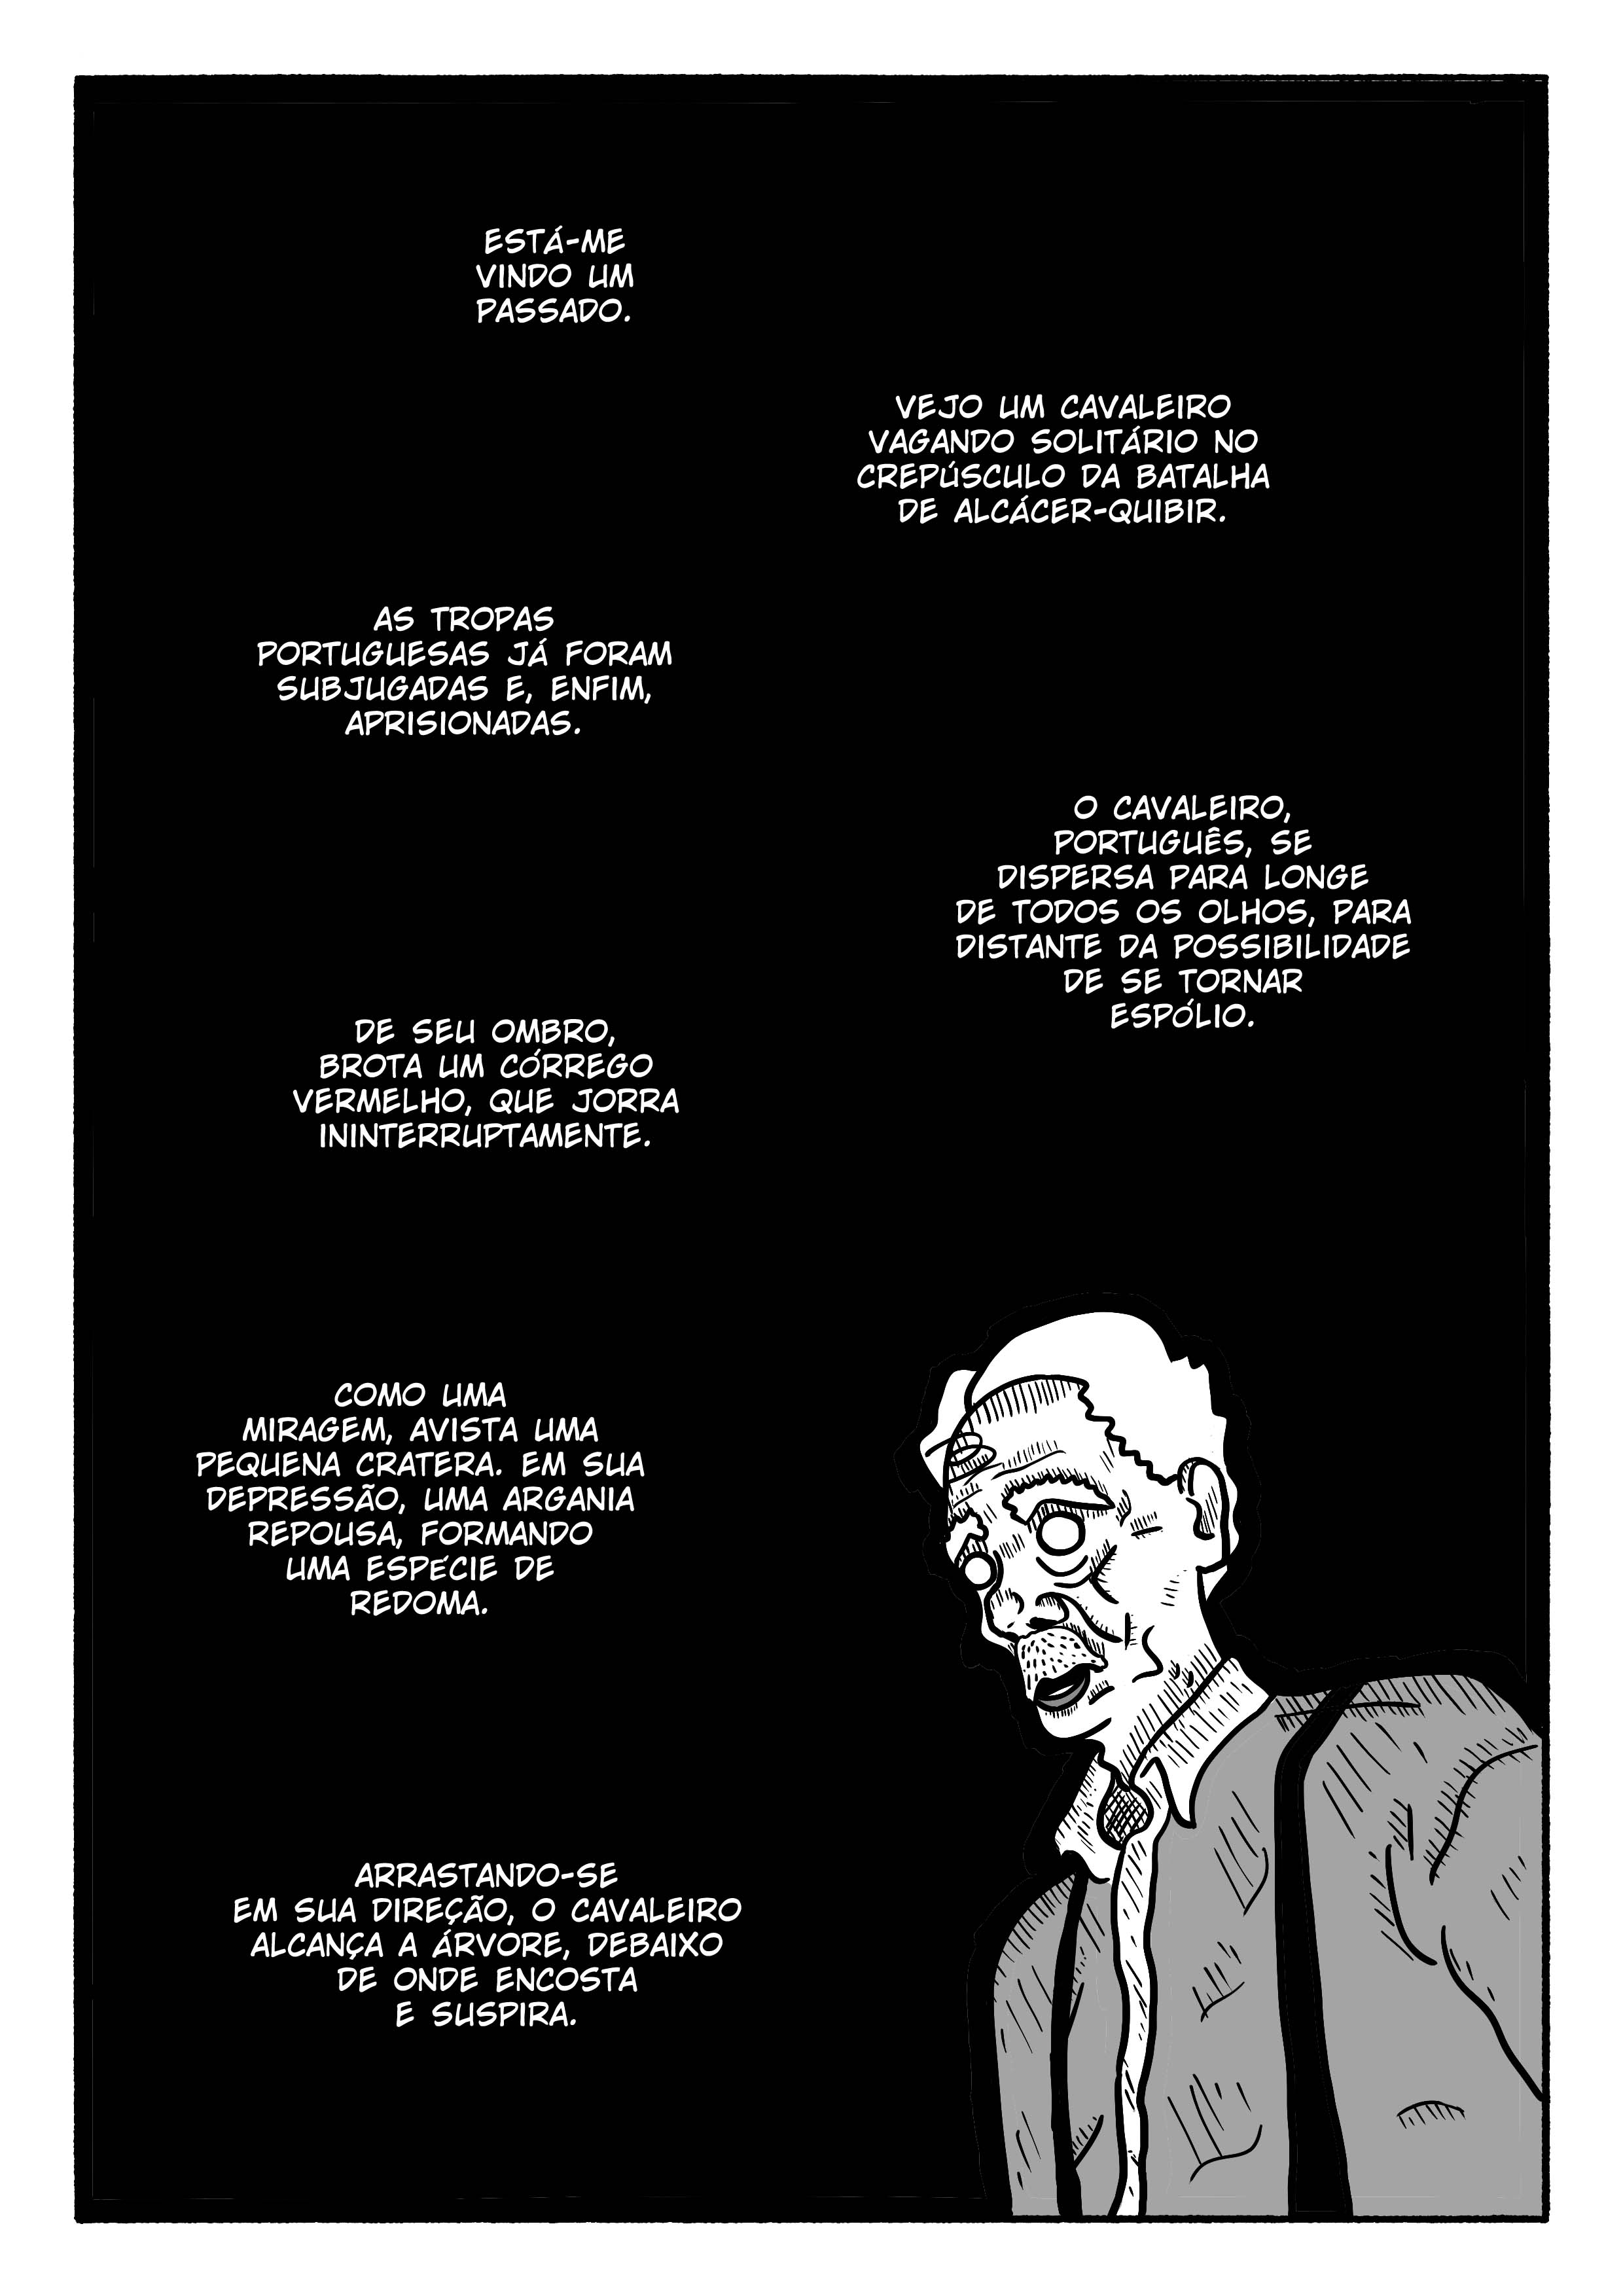 ESTÁ-ME
VINDO UM
PASSADO.
VEJO UM CAVALEIRO
VAGANDO SOLITÁRIO NO
CREPÚSCULO DA BATALHA
DE ALCÁCER-QUIBIR.
AS TROPAS
PORTUGUESAS JÁ FORAM
SUBJUGADAS E, ENFIM,
APRISIONADAS.
O CAVALEIRO,
PORTUGUÊS, SE
DISPERSA PARA LONGE
DE TODOS OS OLHOS, PARA
DISTANTE DA POSSIBILIDADE
DE SE TORNAR
ESPÓLIO.
DE SEU OMBRO,
BROTA UM CÓRREGO
VERMELHO, QUE JORRA
ININTERRUPTAMENTE.
COMO UMA
MIRAGEM, AVISTA UMA
PEQUENA CRATERA. EM SUA
DEPRESSÃO, UMA ARGANIA
REPOUSA, FORMANDO
UMA ESPÉCIE DE
REDOMA.
ARRASTANDO-SE
EM SUA DIREÇÃO, O CAVALEIRO
ALCANÇA A ÁRVORE, DEBAIXO
DE ONDE ENCOSTA
E SUSPIRA.